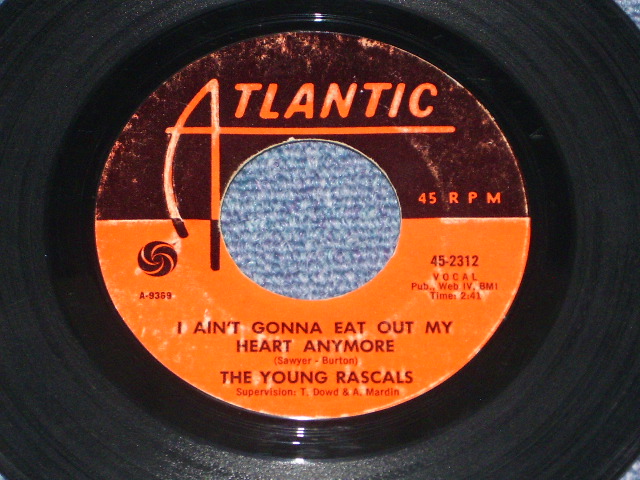 ATLANTIC
45 RPM
45-2312
VOCAL
Pub., Web IV, BMI
Time: 2:41
A-9369
I AIN'T GONNA EAT OUT MY
HEART ANYMORE
(Sawyer - Burton)
THE YOUNG RASCALS
Supervision: T. Dowd & A. Mardin